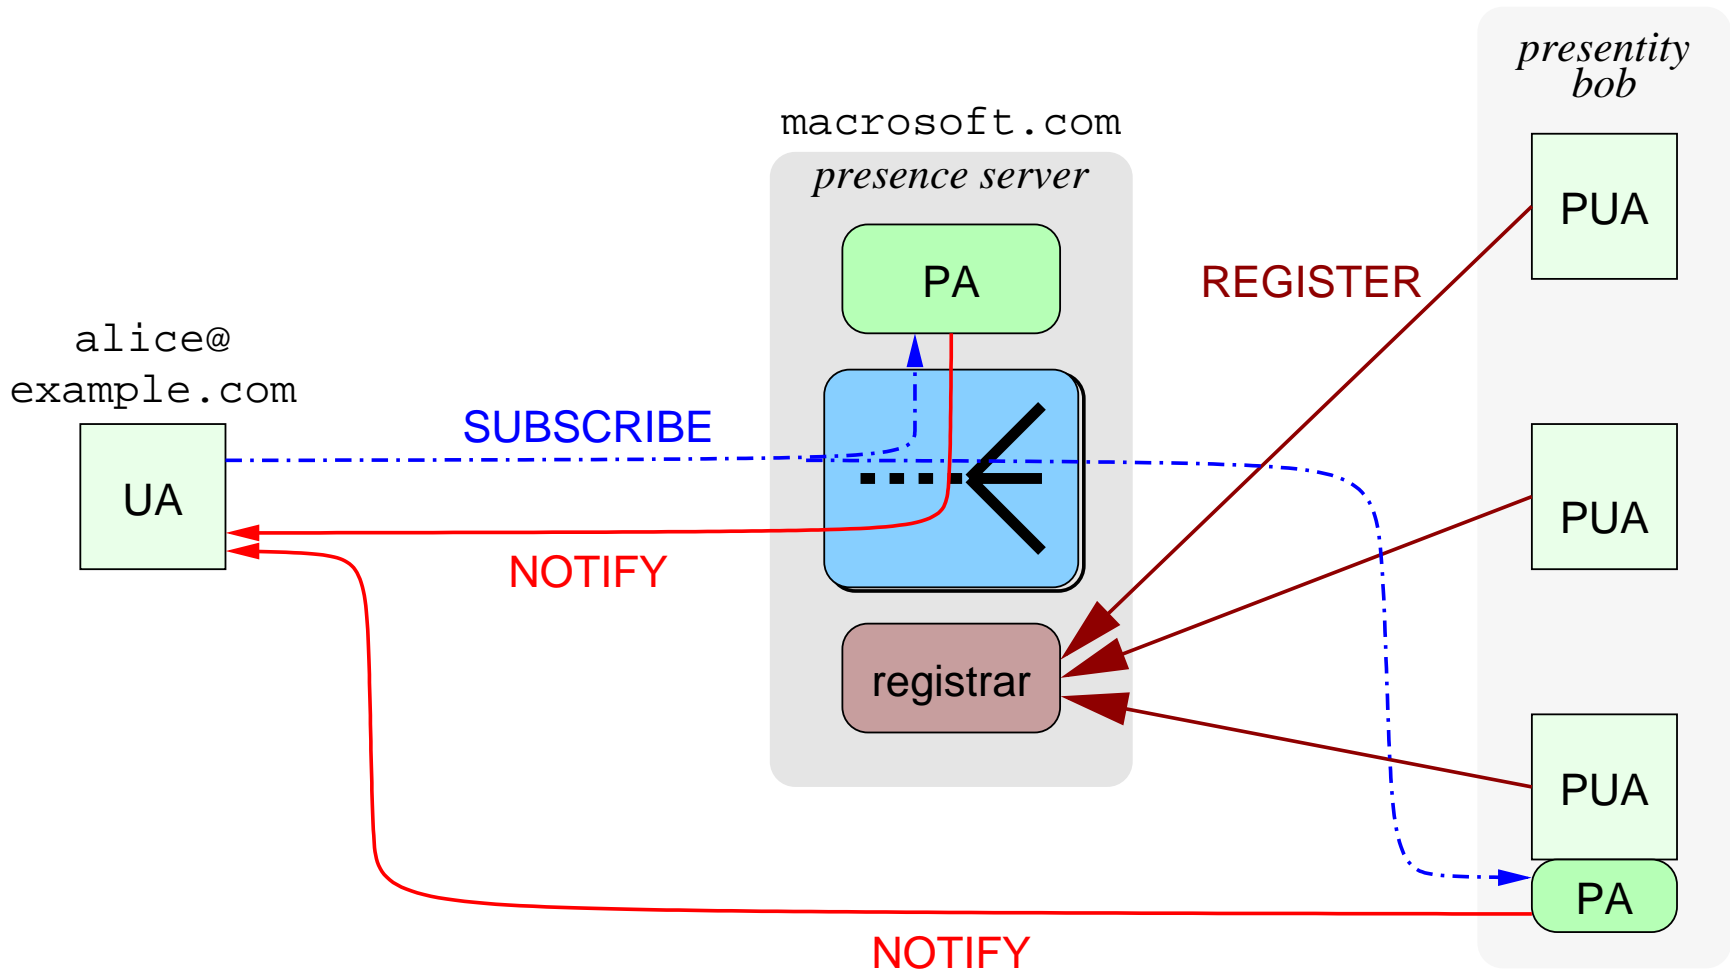 presentity
bob
macrosoft.com
presence server
PUA
PA
REGISTER
alice@
example.com
SUBSCRIBE
UA
PUA
NOTIFY
registrar
PUA
PA
NOTIFY